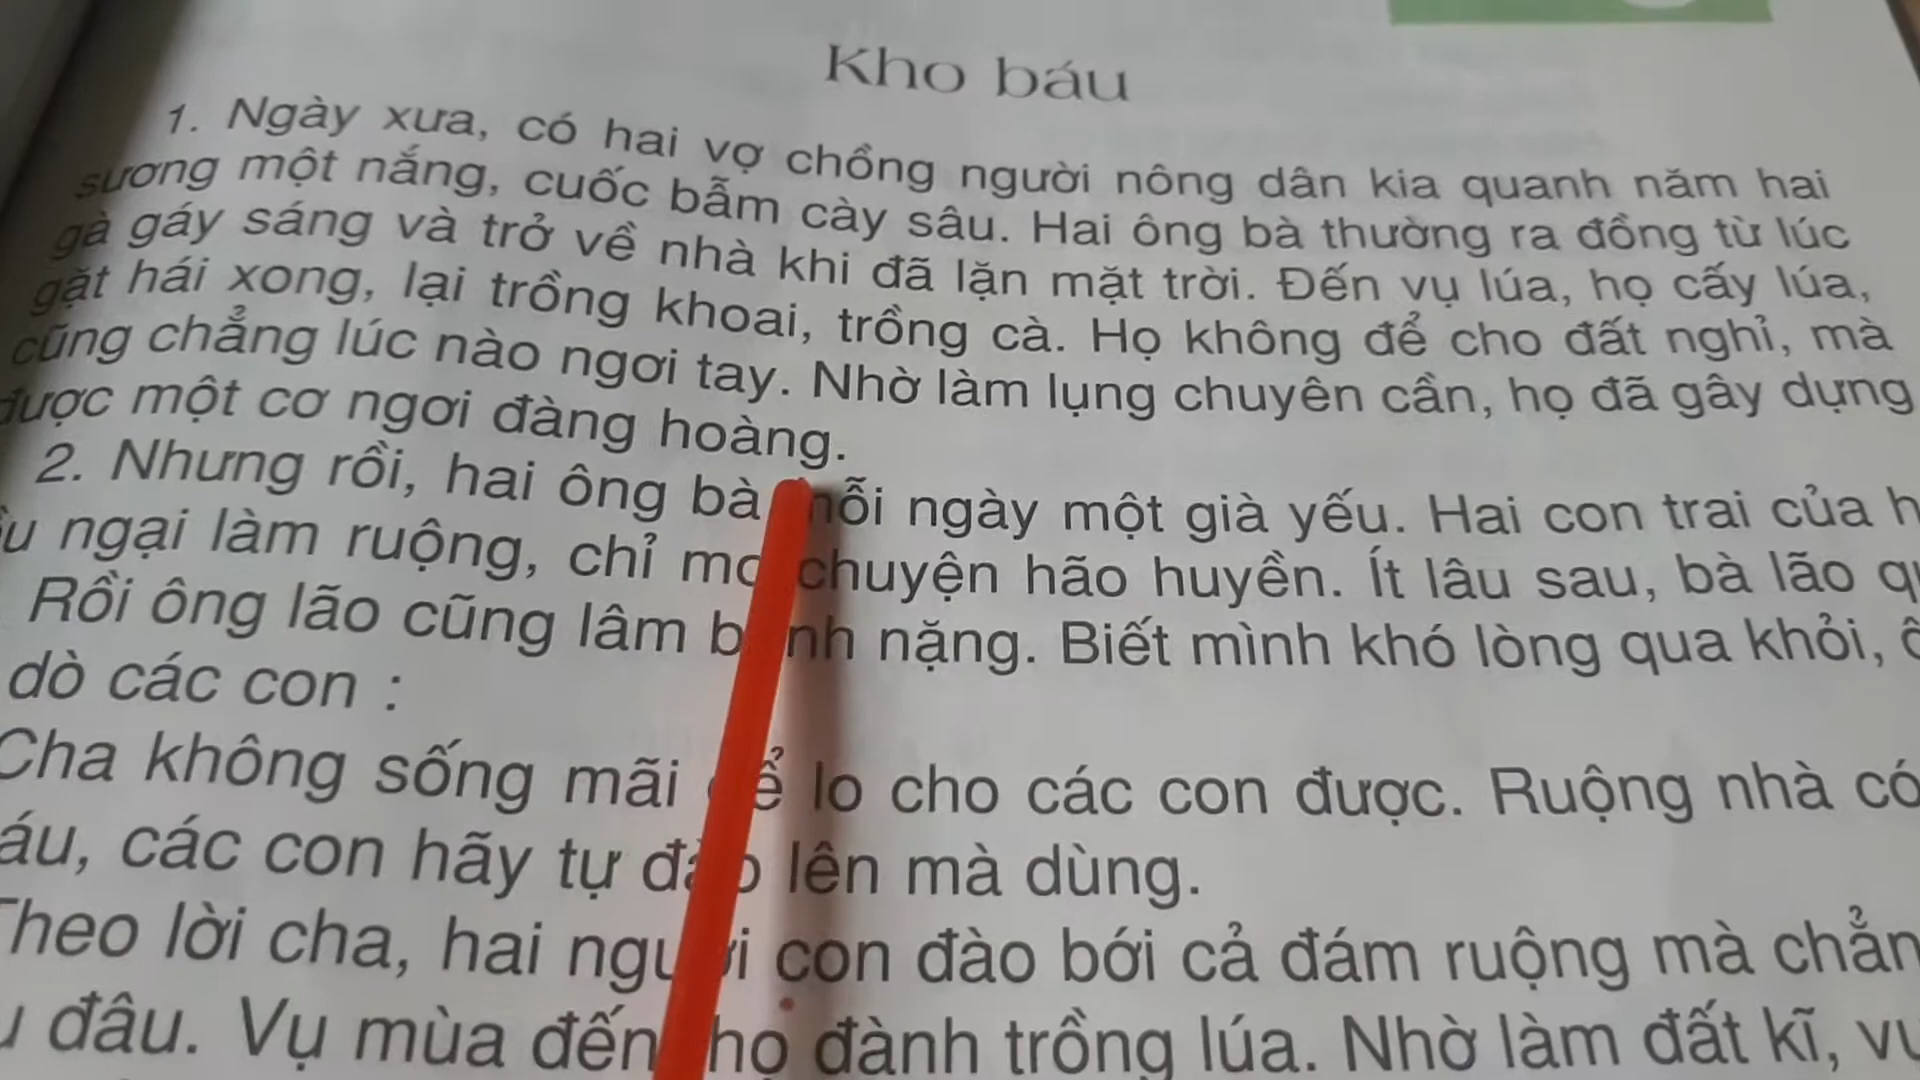 Kho báu
1. Ngày xưa, có hai vợ chồng người nông dân kia quanh năm hai
sương một nắng, cuốc bẫm cày sâu. Hai ông bà thường ra đồng từ lúc
gà gáy sáng và trở về nhà khi đã lặn mặt trời. Đến vụ lúa, họ cấy lúa,
gặt hái xong, lại trồng khoai, trồng cà. Họ không để cho đất nghỉ, mà
cũng chẳng lúc nào ngơi tay. Nhờ làm lụng chuyên cần, họ đã gây dựng
được một cơ ngơi đàng hoàng.
2. Nhưng rồi, hai ông bà ngày một già yếu. Hai con trai của
ngại làm ruộng, chỉ chuyện hão huyền. Ít lâu sau, bà lão
Rồi ông lão cũng lâm nặng. Biết mình khó lòng qua khỏi,
dò các con :
Cha không sống mãi để lo cho các con được. Ruộng nhà có
các con hãy tự đào lên mà dùng.
Theo lời cha, hai người con đào bới cả đám ruộng mà
đâu. Vụ mùa đến họ đành trồng lúa. Nhờ làm đất kĩ,